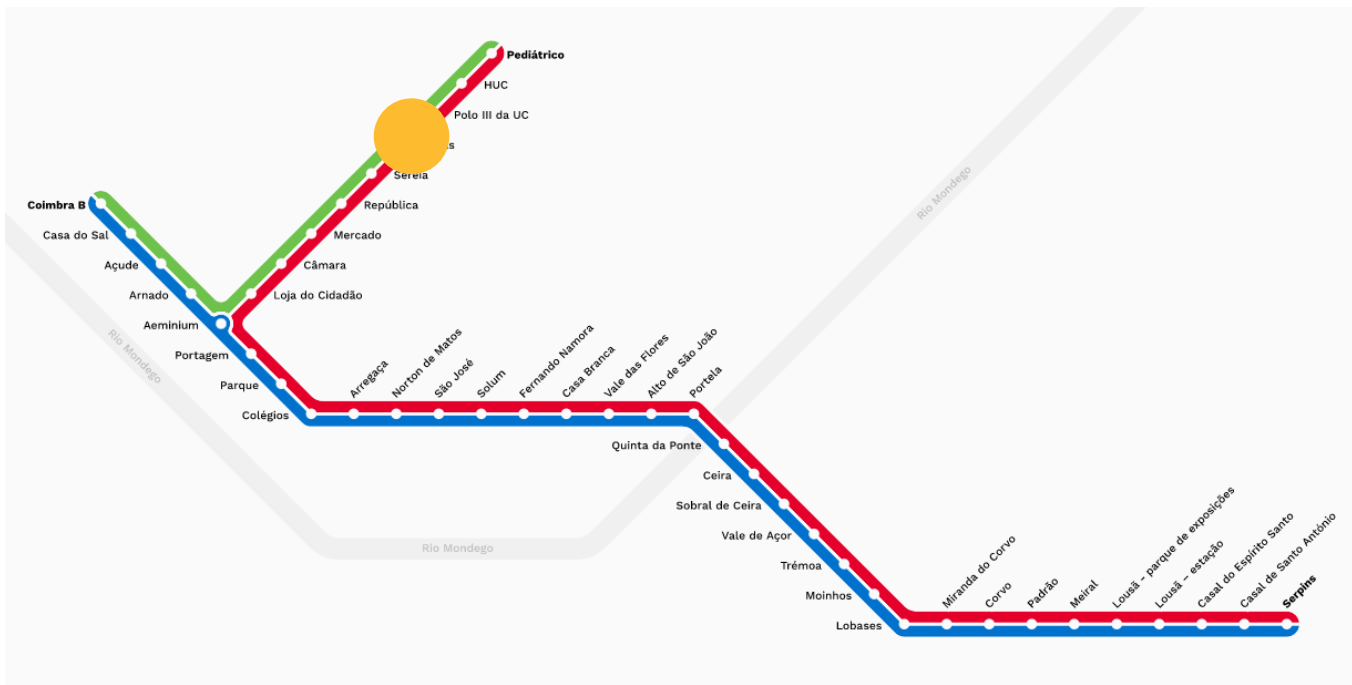 Pediátrico
HUC
Polo III da UC
Sereia
República
Mercado
Câmara
Loja do Cidadão
Coimbra B
Casa do Sal
Açude
Arnado
Aeminium
Portagem
Parque
Colégios
Arregaça
Norton de Matos
São José
Solum
Fernando Namora
Casa Branca
Vale das Flores
Alto de São João
Portela
Quinta da Ponte
Ceira
Sobral de Ceira
Vale de Açor
Trémoa
Moinhos
Lobases
Miranda do Corvo
Corvo
Padrão
Meiral
Lousã - parque de exposições
Lousã – estação
Casal do Espírito Santo
Casal de Santo António
Serpins
Rio Mondego
Rio Mondego
Rio Mondego